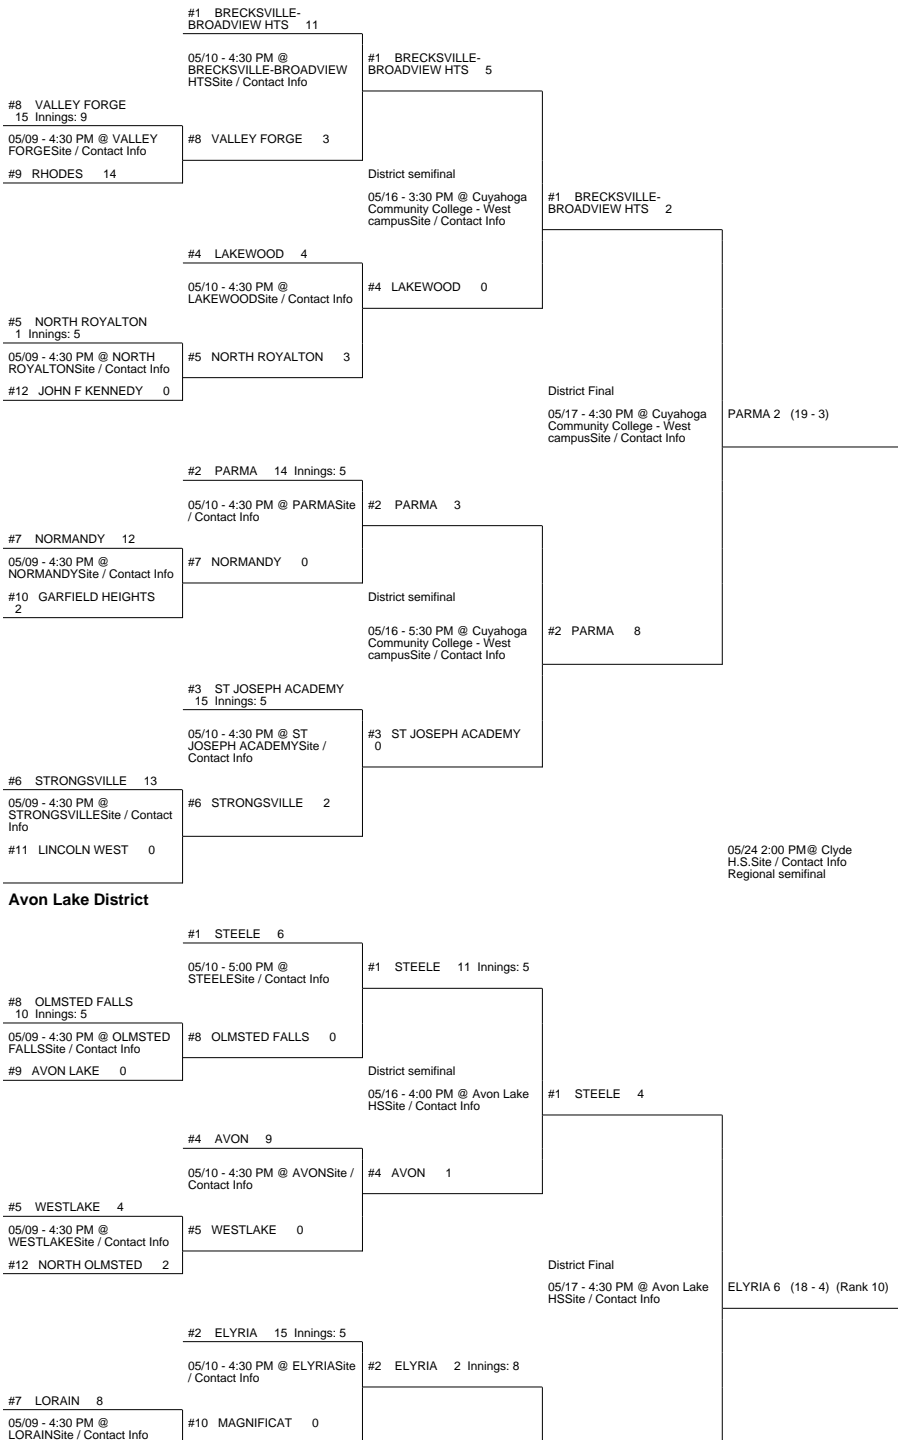 #1 BRECKSVILLE-
BROADVIEW HTS 11
05/10 - 4:30 PM @
BRECKSVILLE-BROADVIEW
HTSSite / Contact Info
#1 BRECKSVILLE-
BROADVIEW HTS 5
#8 VALLEY FORGE
15 Innings: 9
05/09 - 4:30 PM @ VALLEY
FORGESite / Contact Info
#8 VALLEY FORGE 3
#9 RHODES 14
District semifinal
05/16 - 3:30 PM @ Cuyahoga
Community College - West
campusSite / Contact Info
#1 BRECKSVILLE-
BROADVIEW HTS 2
#4 LAKEWOOD 4
05/10 - 4:30 PM @
LAKEWOODSite / Contact Info
#4 LAKEWOOD 0
#5 NORTH ROYALTON
1 Innings: 5
05/09 - 4:30 PM @ NORTH
ROYALTONSite / Contact Info
#5 NORTH ROYALTON 3
#12 JOHN F KENNEDY 0
District Final
05/17 - 4:30 PM @ Cuyahoga
Community College - West
campusSite / Contact Info
PARMA 2 (19 - 3)
#2 PARMA 14 Innings: 5
05/10 - 4:30 PM @ PARMASite
/ Contact Info
#2 PARMA 3
#7 NORMANDY 12
05/09 - 4:30 PM @
NORMANDYSite / Contact Info
#7 NORMANDY 0
#10 GARFIELD HEIGHTS
2
District semifinal
05/16 - 5:30 PM @ Cuyahoga
Community College - West
campusSite / Contact Info
#2 PARMA 8
#3 ST JOSEPH ACADEMY
15 Innings: 5
05/10 - 4:30 PM @ ST
JOSEPH ACADEMYSite /
Contact Info
#3 ST JOSEPH ACADEMY
0
#6 STRONGSVILLE 13
05/09 - 4:30 PM @
STRONGSVILLESite / Contact
Info
#6 STRONGSVILLE 2
#11 LINCOLN WEST 0
05/24 2:00 PM@ Clyde
H.S.Site / Contact Info
Regional semifinal
Avon Lake District
#1 STEELE 6
05/10 - 5:00 PM @
STEELESite / Contact Info
#1 STEELE 11 Innings: 5
#8 OLMSTED FALLS
10 Innings: 5
05/09 - 4:30 PM @ OLMSTED
FALLSSite / Contact Info
#8 OLMSTED FALLS 0
#9 AVON LAKE 0
District semifinal
05/16 - 4:00 PM @ Avon Lake
HSSite / Contact Info
#1 STEELE 4
#4 AVON 9
05/10 - 4:30 PM @ AVONSite /
Contact Info
#4 AVON 1
#5 WESTLAKE 4
05/09 - 4:30 PM @
WESTLAKESite / Contact Info
#5 WESTLAKE 0
#12 NORTH OLMSTED 2
District Final
05/17 - 4:30 PM @ Avon Lake
HSSite / Contact Info
ELYRIA 6 (18 - 4) (Rank 10)
#2 ELYRIA 15 Innings: 5
05/10 - 4:30 PM @ ELYRIASite
/ Contact Info
#2 ELYRIA 2 Innings: 8
#7 LORAIN 8
05/09 - 4:30 PM @
LORAINSite / Contact Info
#10 MAGNIFICAT 0